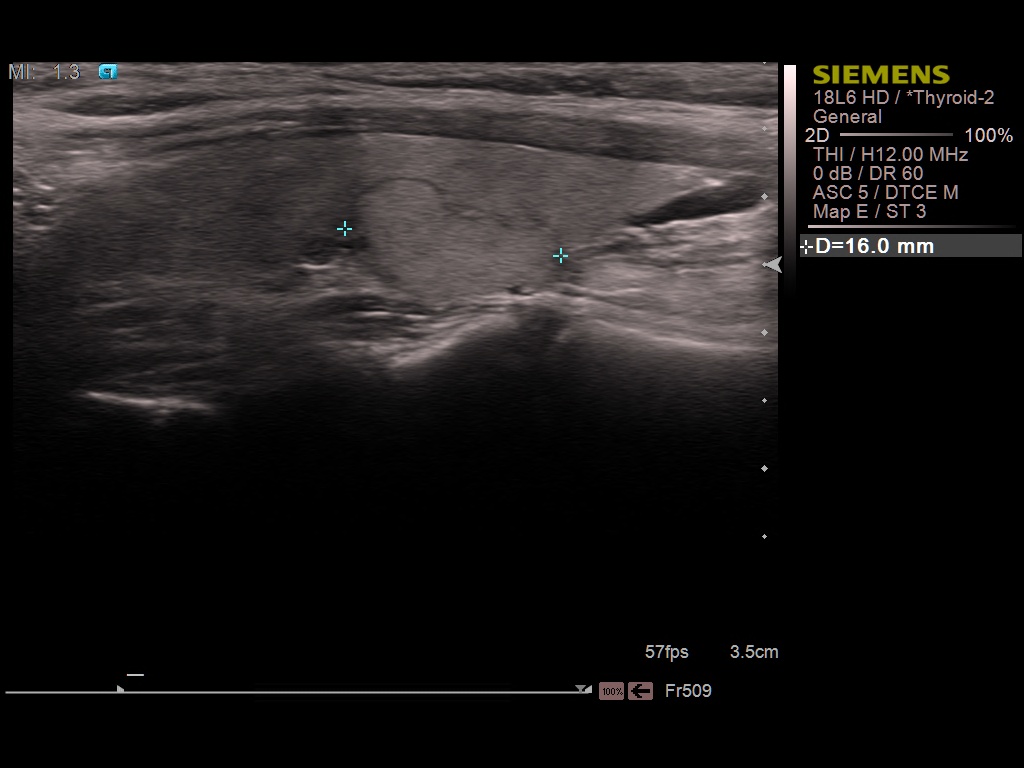 MI: 1.3
SIEMENS
18L6 HD / *Thyroid-2
General
2D 100%
THI / H12.00 MHz
0 dB / DR 60
ASC 5 / DTCE M
Map E / ST 3
D=16.0 mm
57fps 3.5cm
100% Fr509